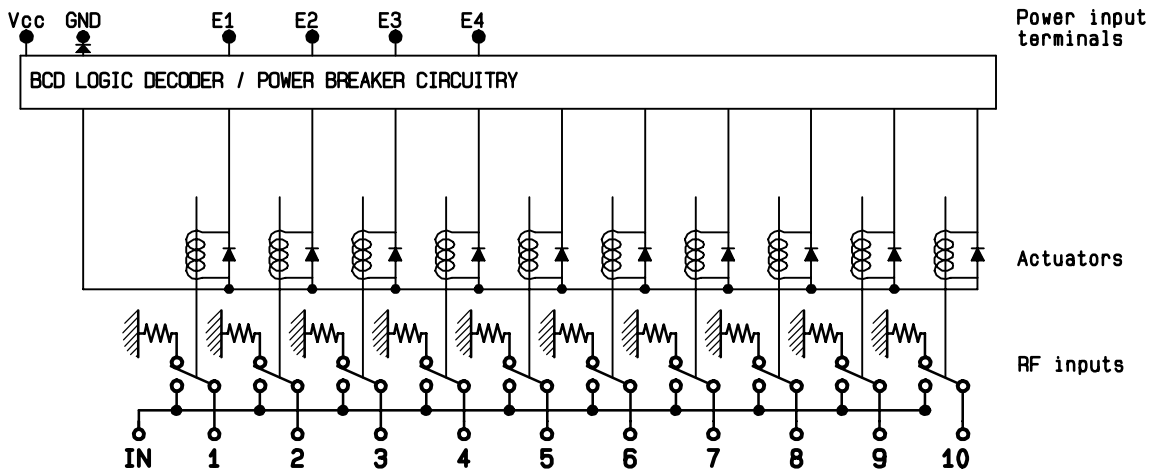 Vcc GND E1 E2 E3 E4 Power input
terminals
BCD LOGIC DECODER / POWER BREAKER CIRCUITRY
Actuators
RF inputs
IN 1 2 3 4 5 6 7 8 9 10